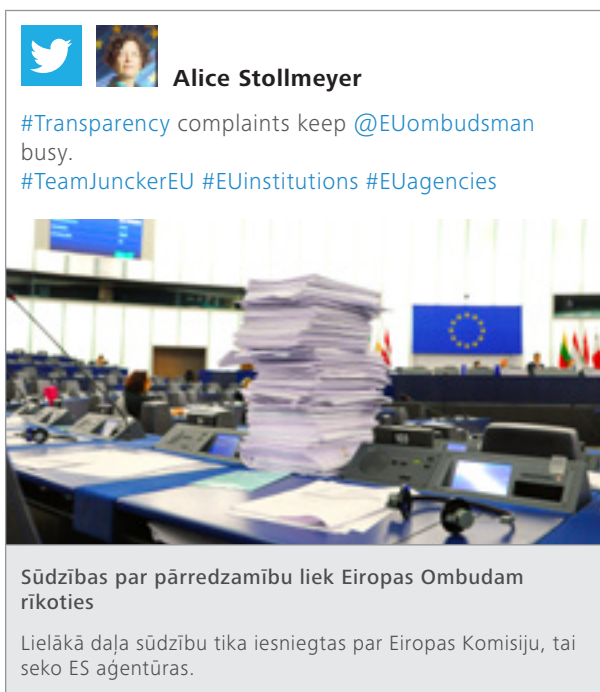 Alice Stollmeyer
#Transparency complaints keep @EUombudsman
busy.
#TeamJunckerEU #EUinstitutions #EUagencies
Sūdzības par pārredzamību liek Eiropas Ombudam
rīkoties
Lielākā daļa sūdzību tika iesniegtas par Eiropas Komisiju, tai
seko ES aģentūras.